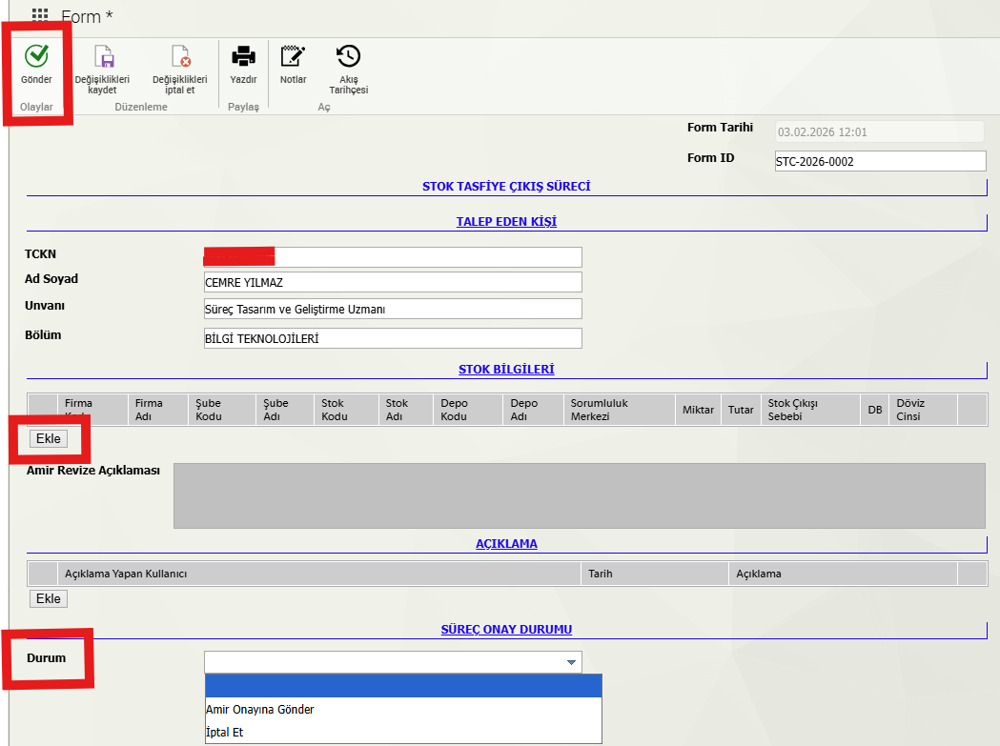 Form *
Gönder
Değişiklikleri
kaydet
Değişiklikleri
iptal et
Yazdır
Notlar
Akış
Tarihçesi
Olaylar
Düzenleme
Paylaş
Aç
Form Tarihi
03.02.2026 12:01
Form ID
STC-2026-0002
STOK TASFİYE ÇIKIŞ SÜRECİ
TALEP EDEN KİŞİ
TCKN
Ad Soyad
CEMRE YILMAZ
Unvanı
Süreç Tasarım ve Geliştirme Uzmanı
Bölüm
BİLGİ TEKNOLOJİLERİ
STOK BİLGİLERİ
Firma
Firma
Adı
Şube
Kodu
Şube
Adı
Stok
Kodu
Stok
Adı
Depo
Kodu
Depo
Adı
Sorumluluk
Merkezi
Miktar
Tutar
Stok Çıkışı
Sebebi
DB
Döviz
Cinsi
Ekle
Amir Revize Açıklaması
AÇIKLAMA
Açıklama Yapan Kullanıcı
Tarih
Açıklama
Ekle
SÜREÇ ONAY DURUMU
Durum
Amir Onayına Gönder
İptal Et